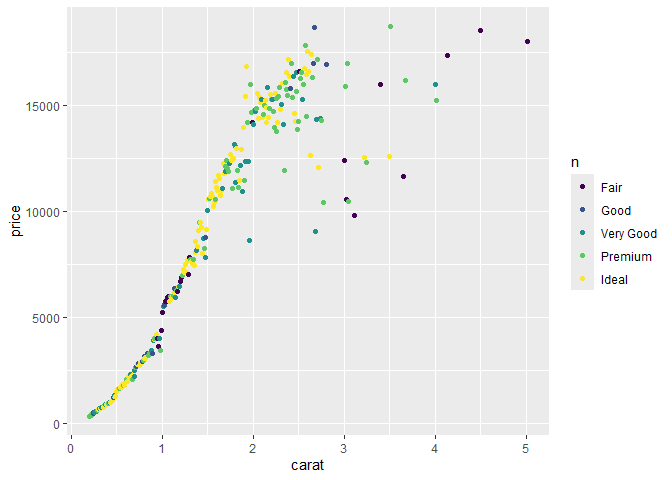 15000
10000
5000
0
price
0
1
2
3
4
5
carat
n
Fair
Good
Very Good
Premium
Ideal